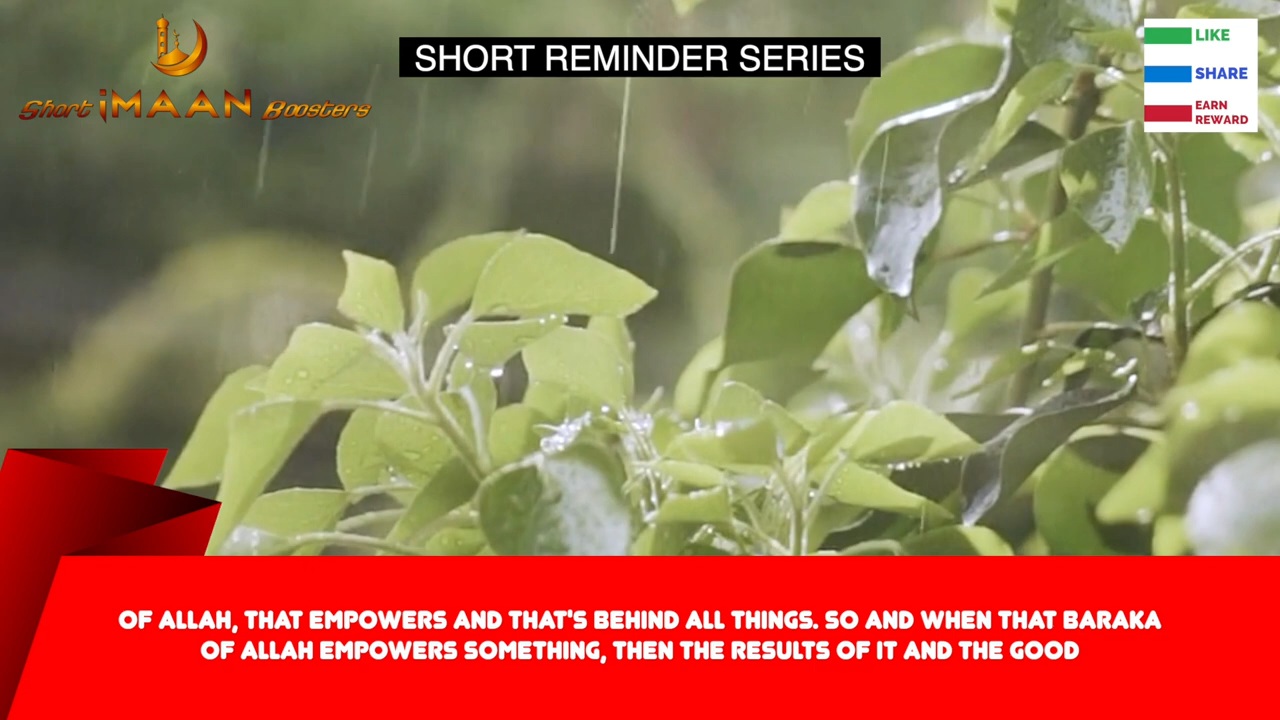 SHORT REMINDER SERIES
Short iMAAN Boosters
LIKE
SHARE
EARN
REWARD
OF ALLAH, THAT EMPOWERS AND THAT'S BEHIND ALL THINGS. SO AND WHEN THAT BARAKA
OF ALLAH EMPOWERS SOMETHING, THEN THE RESULTS OF IT AND THE GOOD